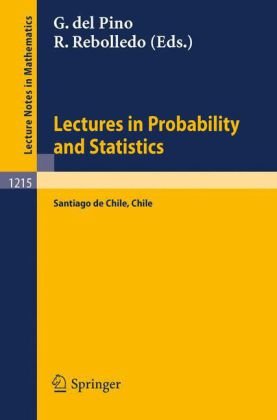 G. del Pino
R. Rebolledo (Eds.)
Lecture Notes in Mathematics
Lectures in Probability
and Statistics
1215
Santiago de Chile, Chile
Springer